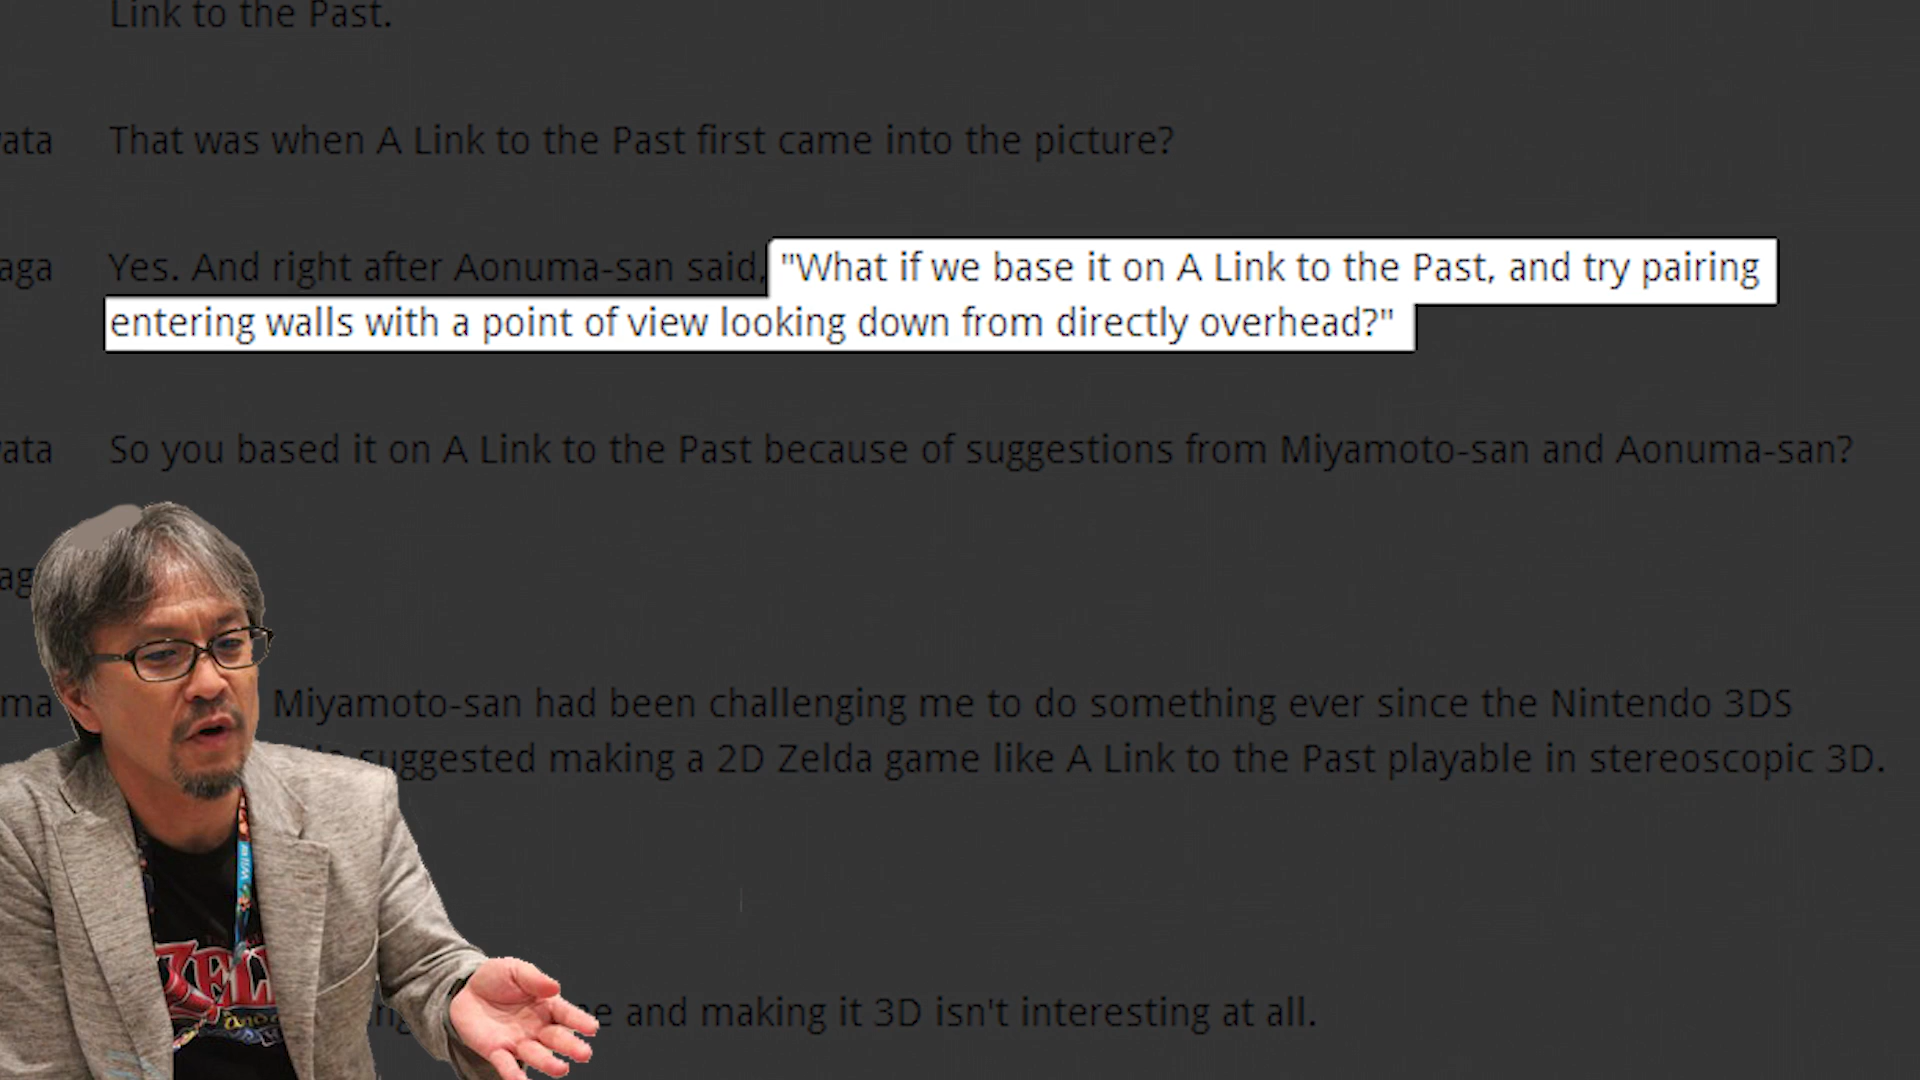 Link to the Past.
ata That was when A Link to the Past first came into the picture?
aga Yes. And right after Aonuma-san said, "What if we base it on A Link to the Past, and try pairing
entering walls with a point of view looking down from directly overhead?"
ata So you based it on A Link to the Past because of suggestions from Miyamoto-san and Aonuma-san?
ag
ma Miyamoto-san had been challenging me to do something ever since the Nintendo 3DS
suggested making a 2D Zelda game like A Link to the Past playable in stereoscopic 3D.
Wii
ZEL
and
e and making it 3D isn't interesting at all.